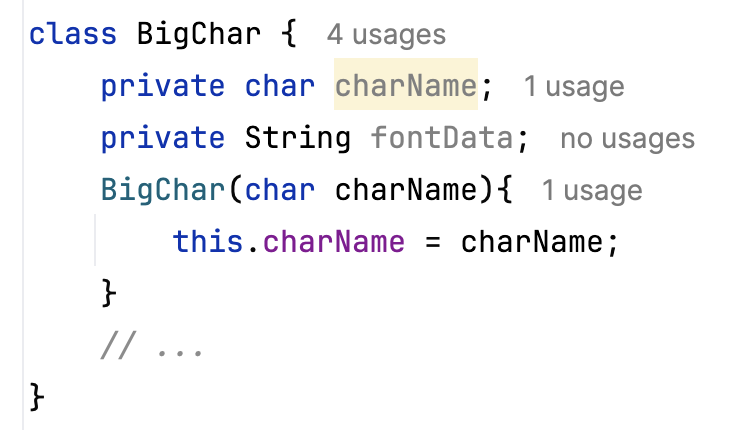 class BigChar { 4 usages
private char charName; 1 usage
private String fontData; no usages
BigChar(char charName){ 1 usage
this.charName = charName;
}
// ...
}